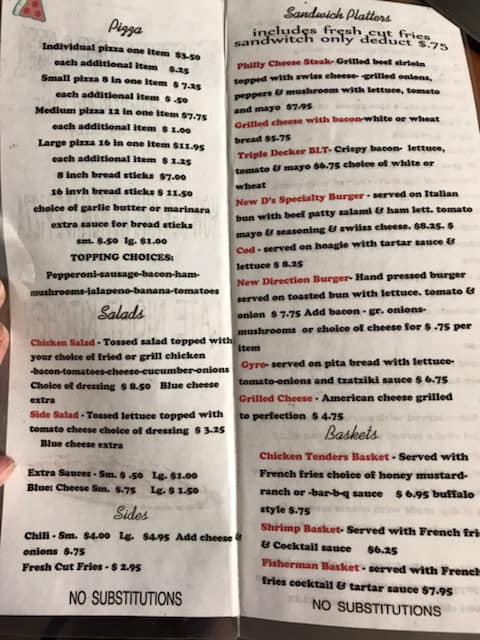 Pizza
Individual pizza one item $3.50
each additional item $.25
Small pizza 8 in one item $ 7.25
each additional item $ .50
Medium pizza 12 in one item $7.75
each additional item $ 1.00
Large pizza 16 in one item $11.95
each additional item $ 1.25
8 inch bread sticks $7.00
16 invh bread sticks $ 11.50
choice of garlic butter or marinara
extra sauce for bread sticks
sm. $.50 lg. $1.00
TOPPING CHOICES:
Pepperoni-sausage-bacon-ham-
mushrooms-jalapeno-banana-tomatoes
Salads
Chicken Salad - Tossed salad topped with
your choice of fried or grill chicken
-bacon-tomatoes-cheese-cucumber-onions
Choice of dressing $ 8.50 Blue cheese
extra
Side Salad - Tossed lettuce topped with
tomato cheese choice of dressing $ 3.25
Blue cheese extra
Extra Sauces - Sm. $ .50 Lg. $1.00
Blue: Cheese Sm. $.75 Lg. $ 1.50
Sides
Chili - Sm. $4.00 Lg. $4.95 Add cheese &
onions $.75
Fresh Cut Fries - $ 2.95
NO SUBSTITUTIONS
Sandwich Platters
includes fresh cut fries
sandwitch only deduct $.75
Philly Cheese Steak- Grilled beef sirloin
topped with swiss cheese- -grilled onions,
peppers & mushroom with lettuce, tomato
and mayo $7.95
Grilled cheese with bacon-white or wheat
bread $5.75
Triple Decker BLT- Crispy bacon- lettuce,
tomato & mayo $6.75 choice of white or
wheat
New D's Specialty Burger - served on Italian
bun with beef patty salami & ham lett. tomato
mayo & seasoning & swiiss cheese. $8.25. $
Cod - served on hoagie with tartar sauce &
lettuce $ 8.25
New Direction Burger- Hand pressed burger
served on toasted bun with lettuce. tomato &
onion $ 7.75 Add bacon - gr. onions-
mushrooms or choice of cheese for $ .75 per
item
Gyro- served on pita bread with lettuce-
tomato-onions and tzatziki sauce $ 6.75
Grilled Cheese - American cheese grilled
to perfection $ 4.75
Baskets
Chicken Tenders Basket - Served with
French fries choice of honey mustard-
ranch or -bar-b-q sauce $ 6.95 buffalo
style $.75
Shrimp Basket- Served with French fri
& Cocktail sauce $6.25
Fisherman Basket - served with French
fries cocktail & tartar sauce $7.95
NO SUBSTITUTIONS